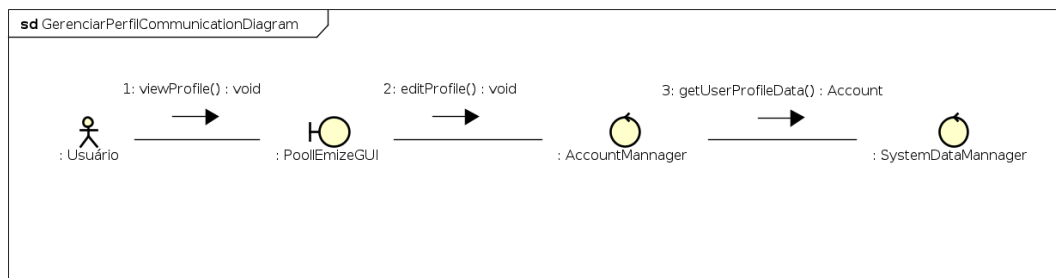 sd GerenciarPerfilCommunicationDiagram
1: viewProfile() : void
2: editProfile() : void
3: getUserProfileData() : Account
: Usuário
: PoollEmizeGUI
: AccountMannager
: SystemDataMannager